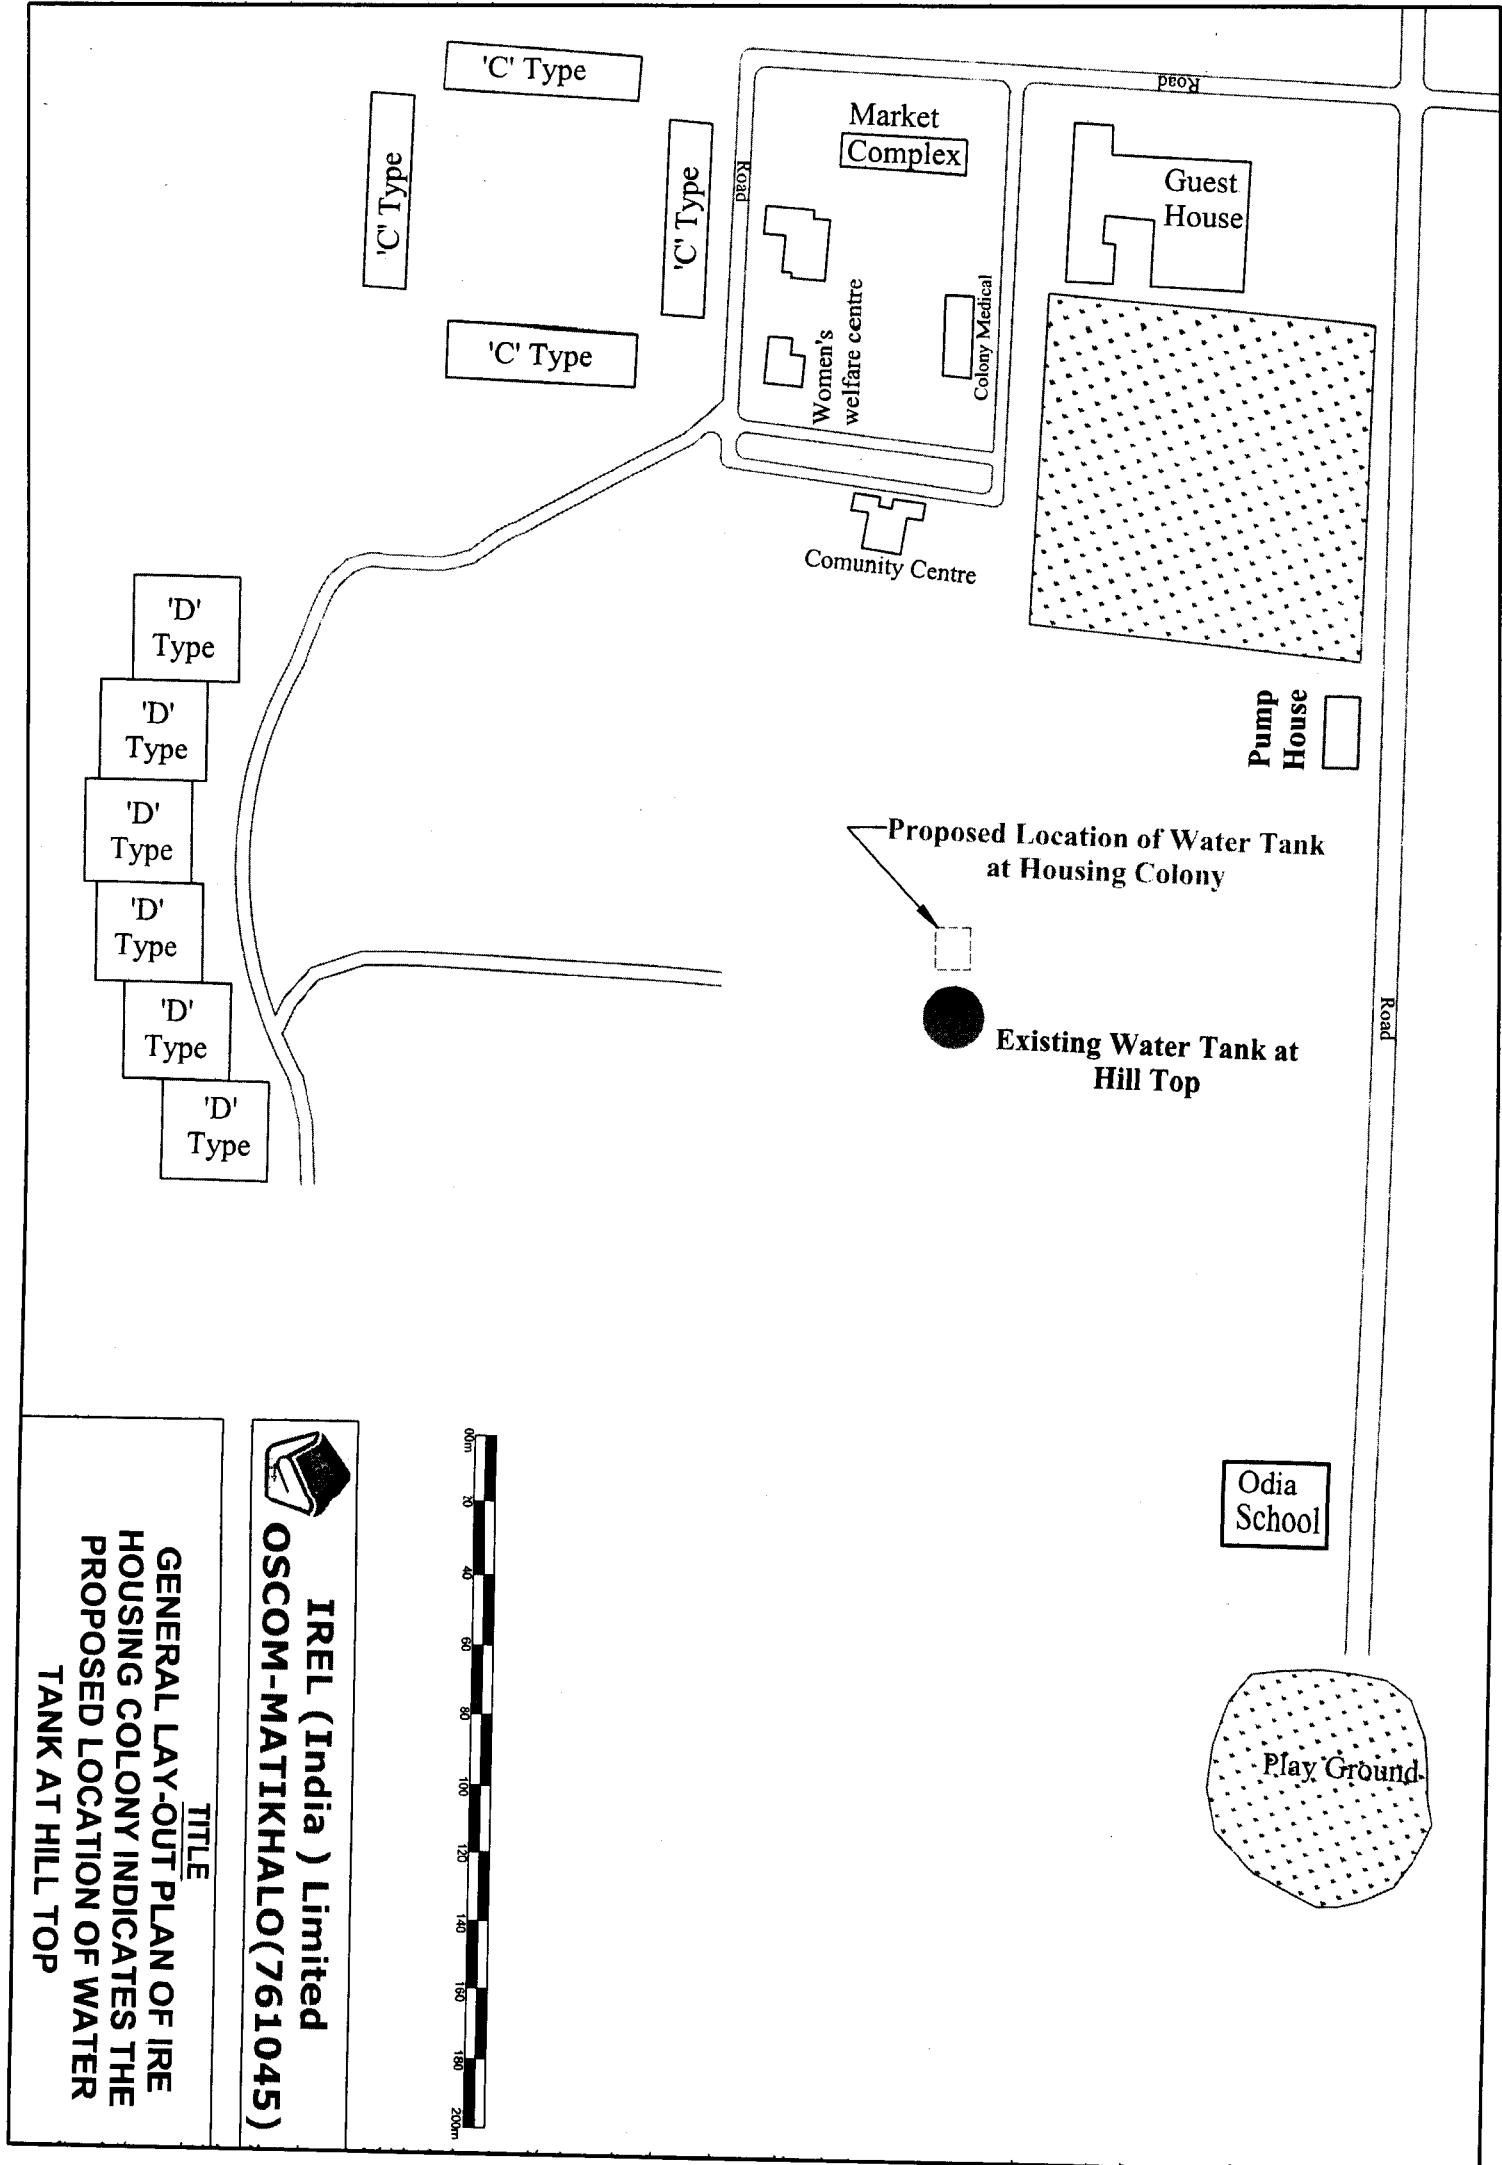 'C' Type
'C' Type
'C' Type
'C' Type
Road
Market
Complex
Road
Guest
House
Women's
welfare centre
Colony Medical
Comunity Centre
'D'
Type
'D'
Type
'D'
Type
'D'
Type
'D'
Type
'D'
Type
Pump
House
Proposed Location of Water Tank
at Housing Colony
Existing Water Tank at
Hill Top
Road
Odia
School
Play Ground
00m 20 40 60 80 100 120 140 160 180 200m
IREL (India ) Limited
OSCOM-MATIKHALO(761045)
TITLE
GENERAL LAY-OUT PLAN OF IRE
HOUSING COLONY INDICATES THE
PROPOSED LOCATION OF WATER
TANK AT HILL TOP